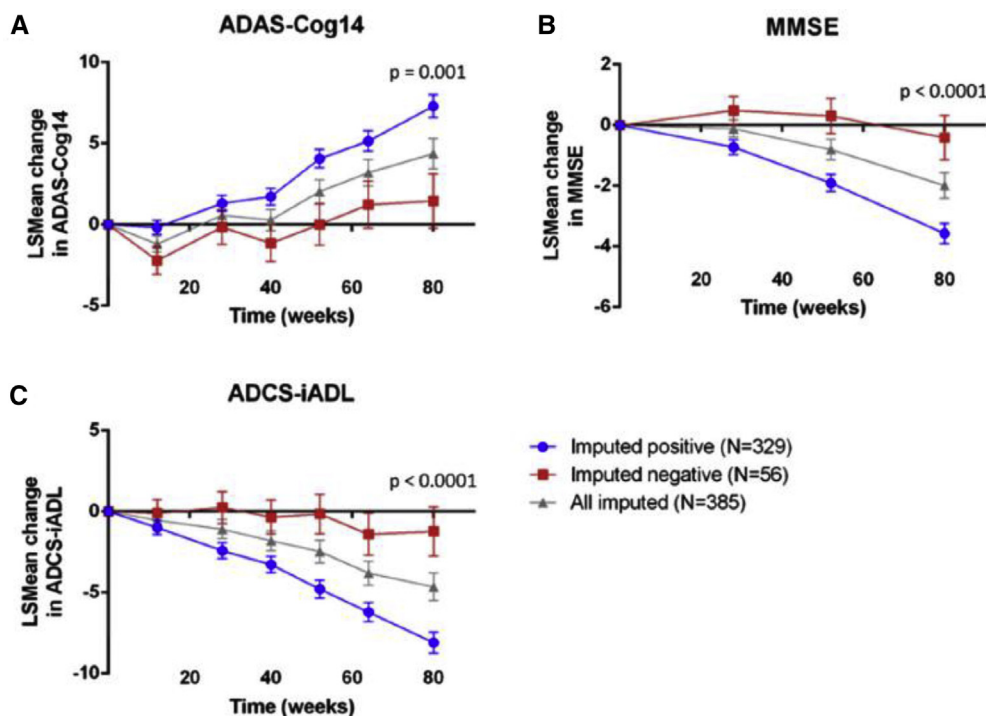 A
ADAS-Cog14
10
5
0
-5
p = 0.001
20 40 60 80
LSMean change
in ADAS-Cog14
Time (weeks)
B
MMSE
2
0
-2
-4
-6
p < 0.0001
20 40 60 80
LSMean change
in MMSE
Time (weeks)
C
ADCS-iADL
5
0
-5
-10
p < 0.0001
20 40 60 80
LSMean change
in ADCS-iADL
Time (weeks)
Imputed positive (N=329)
Imputed negative (N=56)
All imputed (N=385)